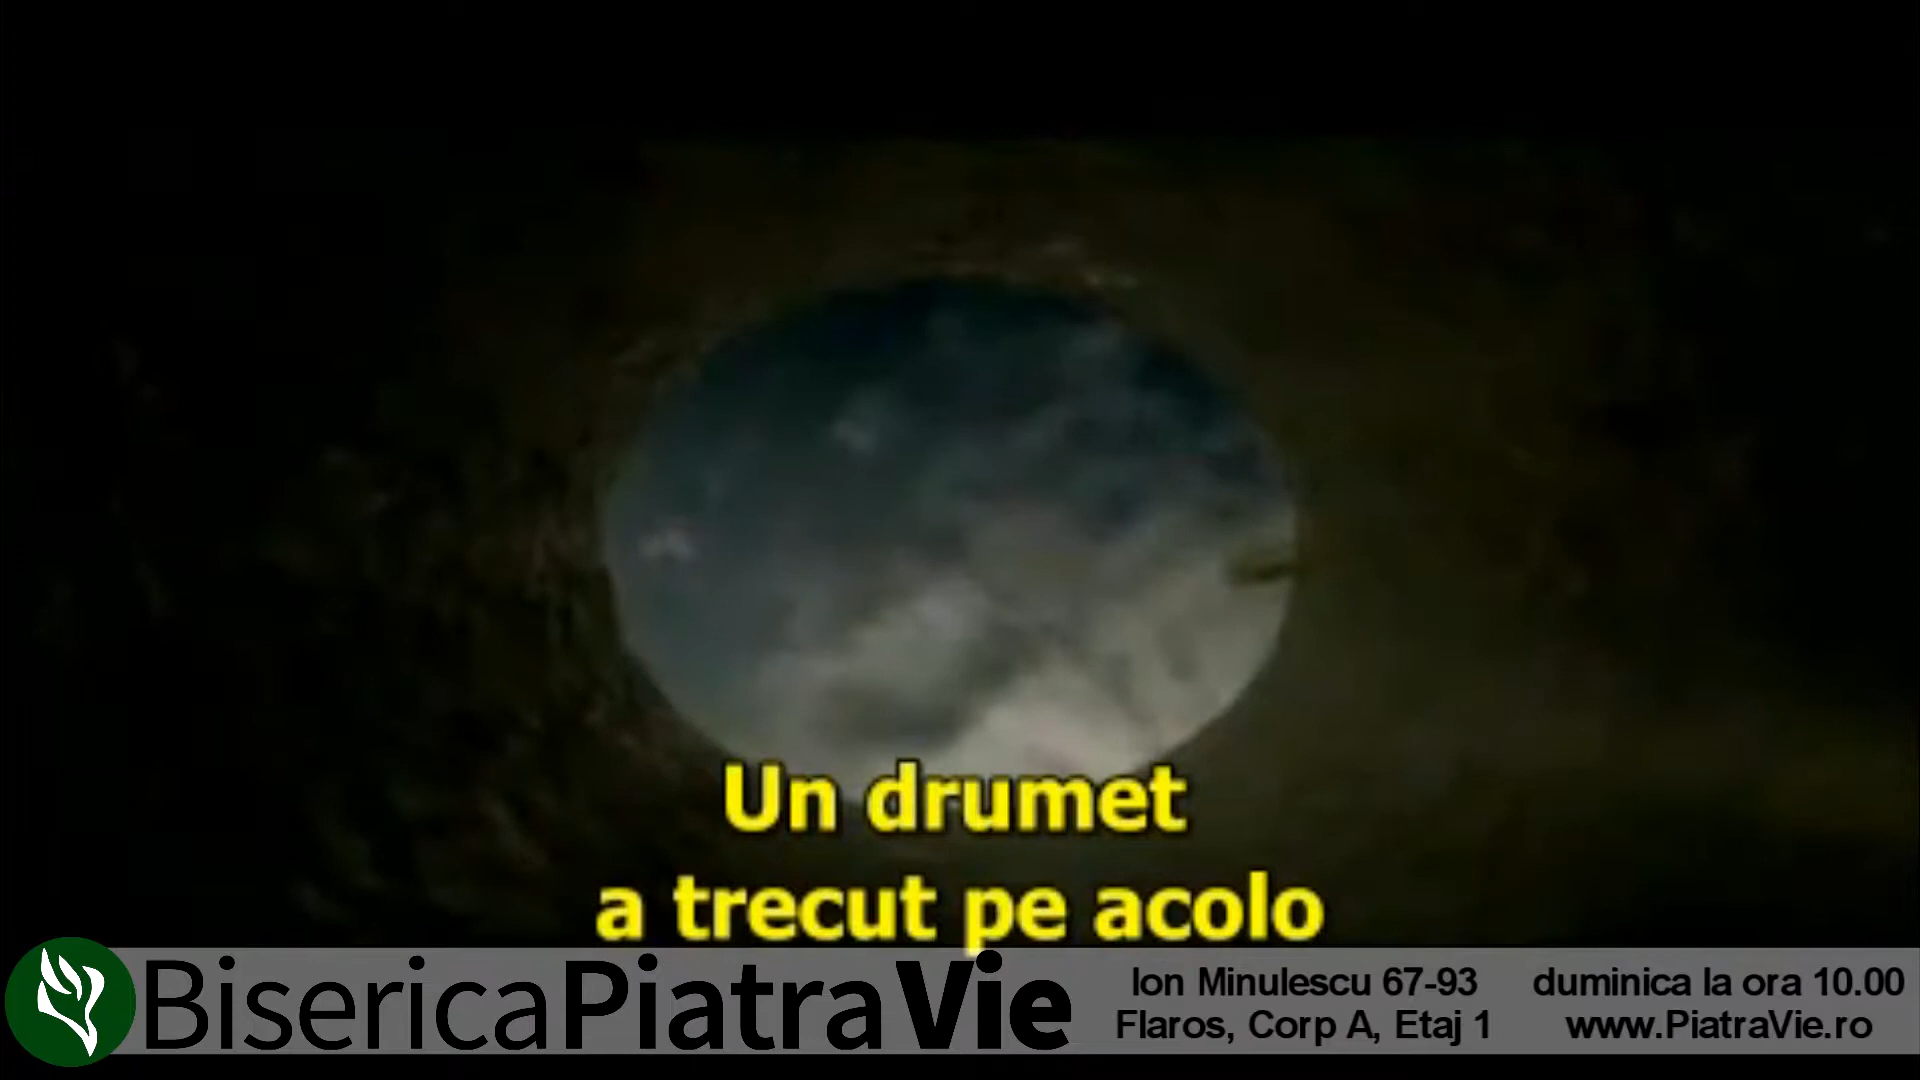 Un drumet
a trecut pe acolo
BisericaPiatraVie
Ion Minulescu 67-93
Flaros, Corp A, Etaj 1
duminica la ora 10.00
www.PiatraVie.ro